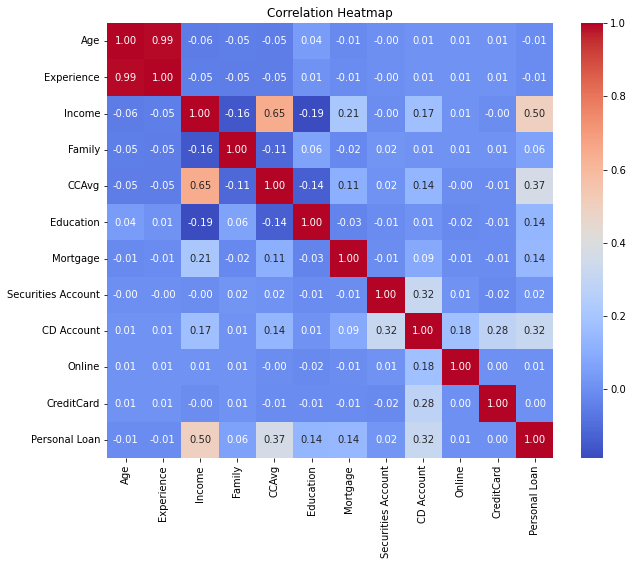 Correlation Heatmap
Age 1.00 0.99 -0.06 -0.05 -0.05 0.04 -0.01 -0.00 0.01 0.01 0.01 -0.01
Experience 0.99 1.00 -0.05 -0.05 -0.05 0.01 -0.01 -0.00 0.01 0.01 0.01 -0.01
Income -0.06 -0.05 1.00 -0.16 0.65 -0.19 0.21 -0.00 0.17 0.01 -0.00 0.50
Family -0.05 -0.05 -0.16 1.00 -0.11 0.06 -0.02 0.02 0.01 0.01 0.01 0.06
CCAvg -0.05 -0.05 0.65 -0.11 1.00 -0.14 0.11 0.02 0.14 -0.00 -0.01 0.37
Education 0.04 0.01 -0.19 0.06 -0.14 1.00 -0.03 -0.01 0.01 -0.02 -0.01 0.14
Mortgage -0.01 -0.01 0.21 -0.02 0.11 -0.03 1.00 -0.01 0.09 -0.01 -0.01 0.14
Securities Account -0.00 -0.00 -0.00 0.02 0.02 -0.01 -0.01 1.00 0.32 0.01 -0.02 0.02
CD Account 0.01 0.01 0.17 0.01 0.14 0.01 0.09 0.32 1.00 0.18 0.28 0.32
Online 0.01 0.01 0.01 0.01 -0.00 -0.02 -0.01 0.01 0.18 1.00 0.00 0.01
CreditCard 0.01 0.01 -0.00 0.01 -0.01 -0.01 -0.01 -0.02 0.28 0.00 1.00 0.00
Personal Loan -0.01 -0.01 0.50 0.06 0.37 0.14 0.14 0.02 0.32 0.01 0.00 1.00
Age Experience Income Family CCAvg Education Mortgage Securities Account CD Account Online CreditCard Personal Loan
1.0
0.8
0.6
0.4
0.2
0.0